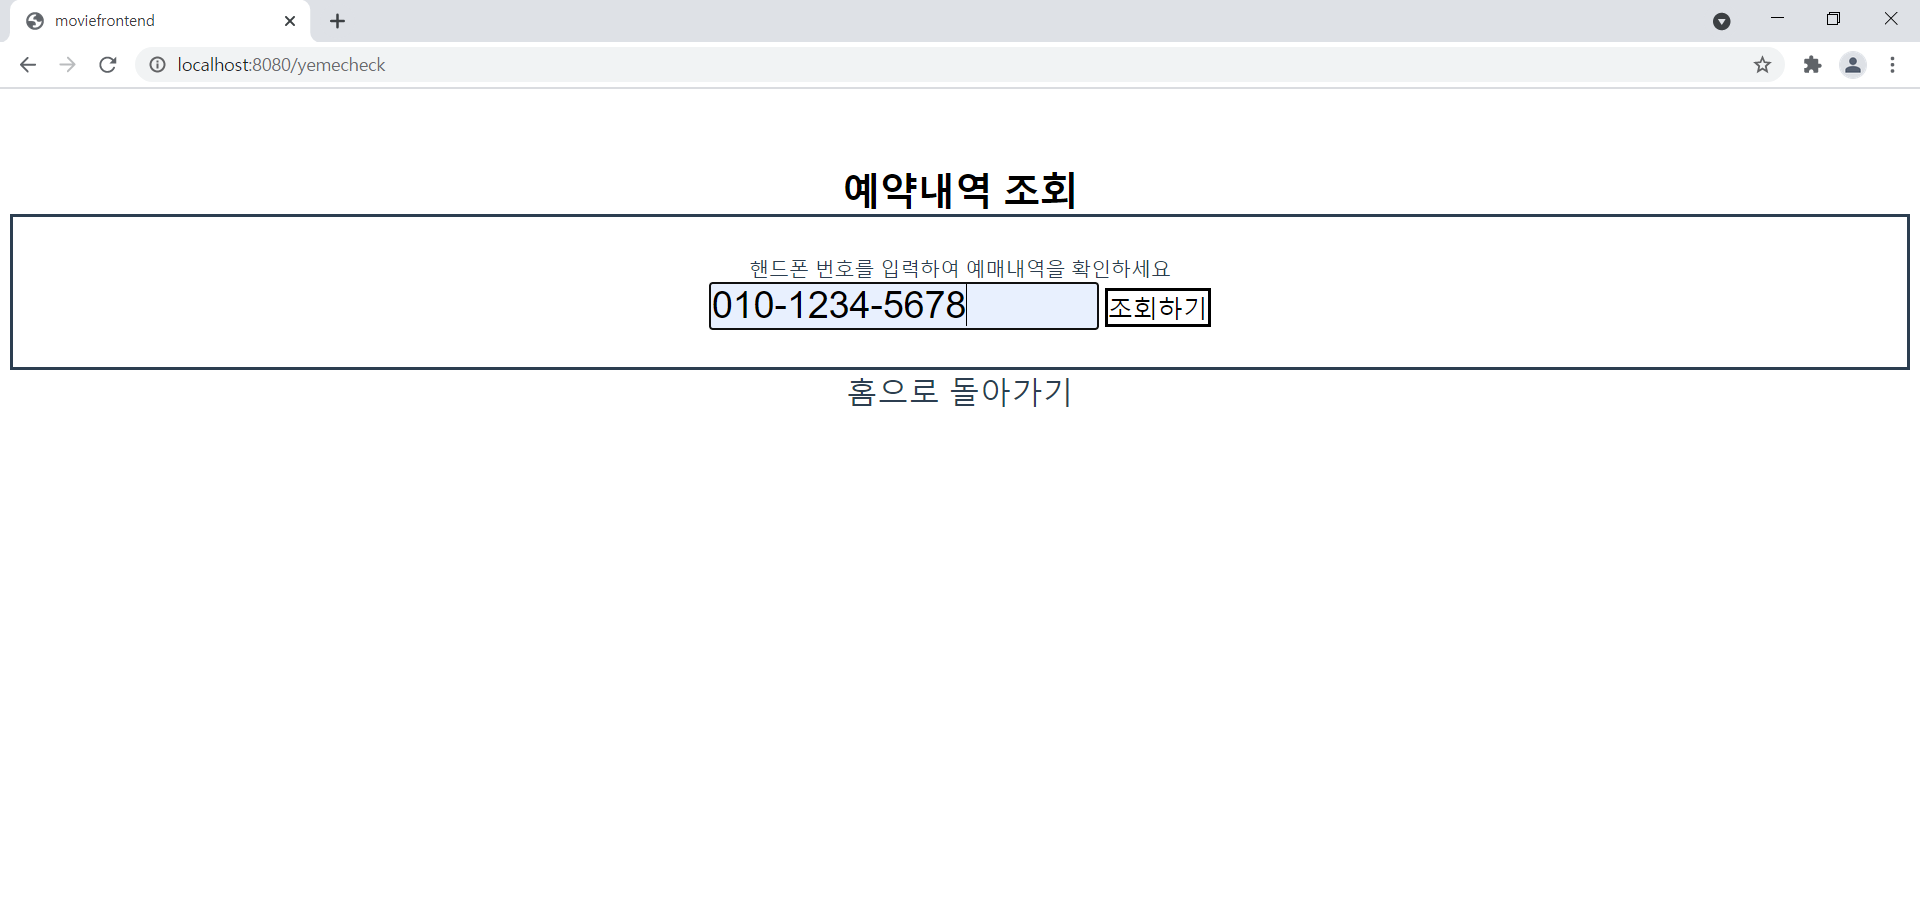 moviefrontend
localhost:8080/yemecheck
예약내역 조회
핸드폰 번호를 입력하여 예매내역을 확인하세요
010-1234-5678 조회하기
홈으로 돌아가기